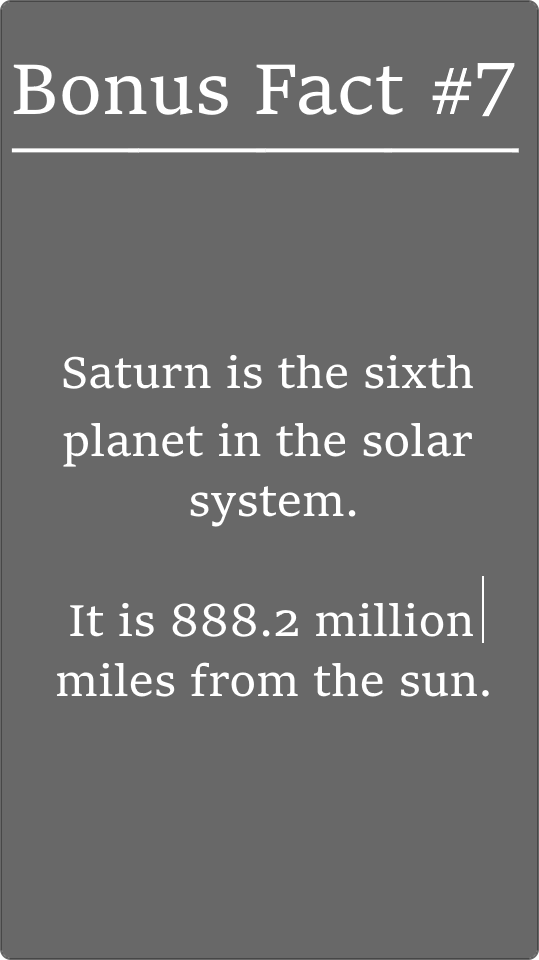 Bonus Fact #7
Saturn is the sixth
planet in the solar
system.
It is 888.2 million
miles from the sun.